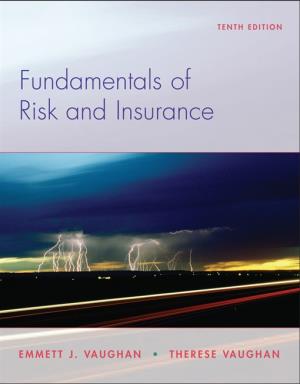 TENTH EDITION
Fundamentals of
Risk and Insurance
EMMETT J. VAUGHAN • THERESE VAUGHAN